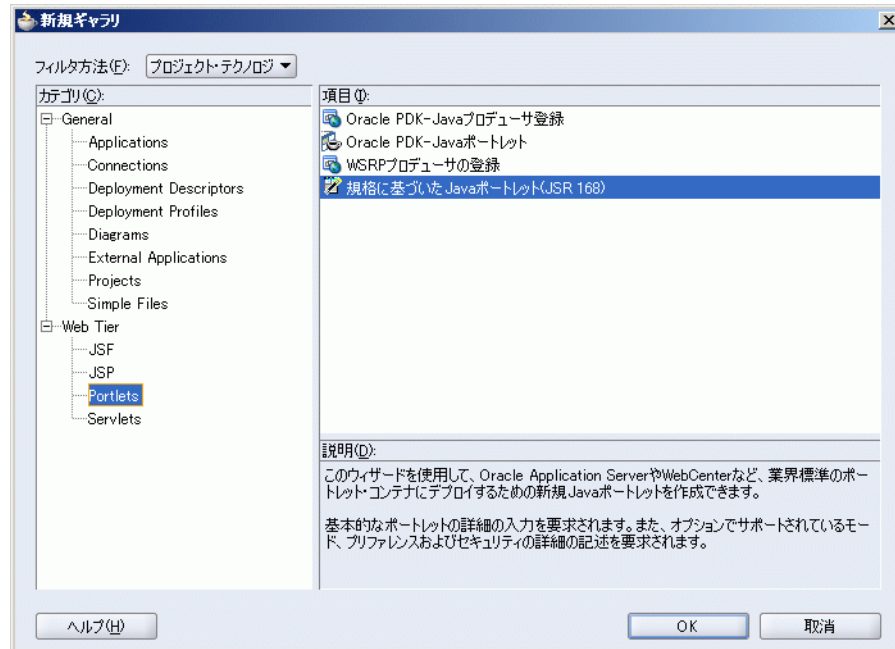 新規ギャラリ
フィルタ方法(F): プロジェクト・テクノロジ
カテゴリ(C):
General
Applications
Connections
Deployment Descriptors
Deployment Profiles
Diagrams
External Applications
Projects
Simple Files
Web Tier
JSF
JSP
Portlets
Servlets
項目(I):
Oracle PDK-Javaプロデューサ登録
Oracle PDK-Javaポートレット
WSRPプロデューサの登録
規格に基づいたJavaポートレット(JSR 168)
説明(D):
このウィザードを使用して、Oracle Application ServerやWebCenterなど、業界標準のポー
トレット・コンテナにデプロイするための新規Javaポートレットを作成できます。
基本的なポートレットの詳細の入力を要求されます。また、オプションでサポートされているモー
ド、プリファレンスおよびセキュリティの詳細の記述を要求されます。
ヘルプ(H)
OK
取消